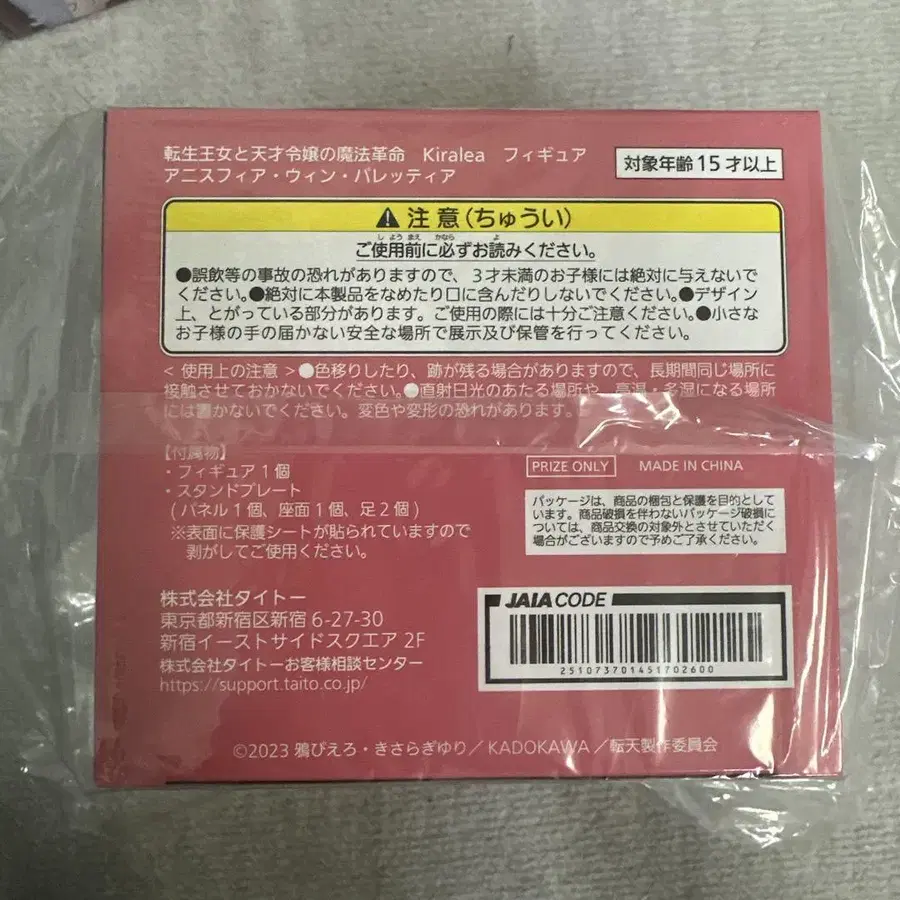 転生王女と天才令嬢の魔法革命　Kiralea　フィギュア
アニスフィア・ウィン・パレッティア
対象年齢15才以上
⚠注意(ちゅうい)
ご使用前に必ずお読みください。
しようまえ かなら よ
●誤飲等の事故の恐れがありますので、3才未満のお子様には絶対に与えないで
ください。●絶対に本製品をなめたり口に含んだりしないでください。●デザイン
上、とがっている部分があります。ご使用の際には十分ご注意ください。●小さな
お子様の手の届かない安全な場所で展示及び保管を行ってください。
< 使用上の注意 >●色移りしたり、跡が残る場合がありますので、長期間同じ場所に
接触させておかないでください。●直射日光のあたる場所や、高温・多湿になる場所
には置かないでください。変色や変形の恐れがあります。
【付属物】
・フィギュア1個
・スタンドプレート
(パネル1個、座面1個、足2個)
※表面に保護シートが貼られていますので
剥がしてご使用ください。
PRIZE ONLY
MADE IN CHINA
パッケージは、商品の梱包と保護を目的として
います。商品破損を伴わないパッケージ破損に
ついては、商品交換の対象外とさせていただく
場合がございますので予めご了承ください。
株式会社タイトー
東京都新宿区新宿 6-27-30
新宿イーストサイドスクエア 2F
株式会社タイトーお客様相談センター
https://support.taito.co.jp/
JAIA CODE
251073701451702600
©2023 鴉ぴえろ・きさらぎゆり／KADOKAWA／転天製作委員会